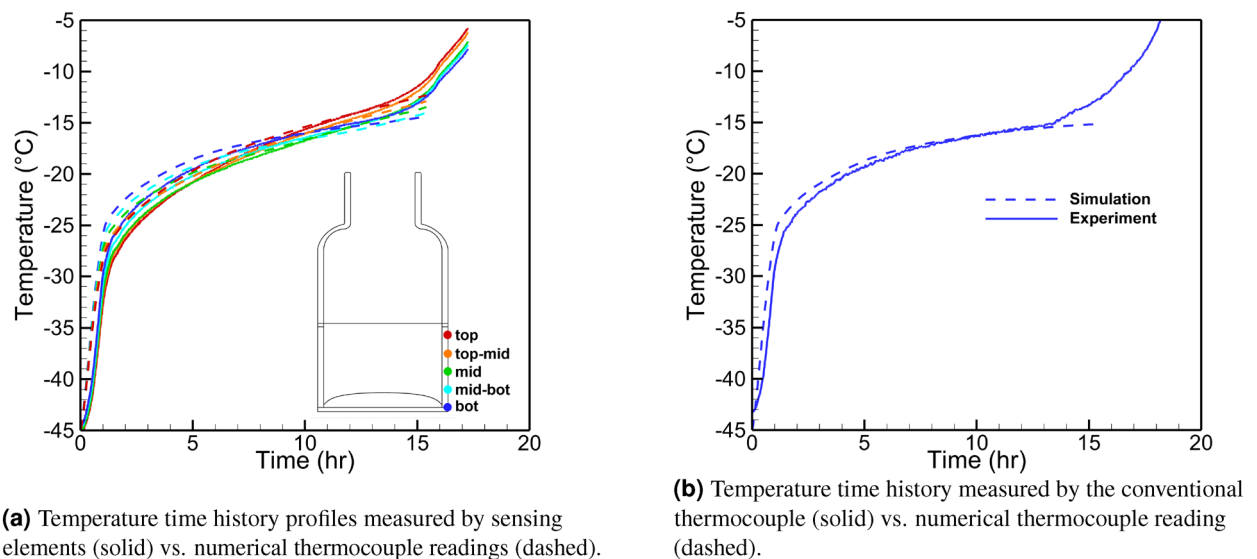 -5
-10
-15
-20
-25
-30
-35
-40
-45
0
5
10
15
20
Temperature (°C)
Time (hr)
top
top-mid
mid
mid-bot
bot
(a) Temperature time history profiles measured by sensing
elements (solid) vs. numerical thermocouple readings (dashed).
-5
-10
-15
-20
-25
-30
-35
-40
-45
0
5
10
15
20
Temperature (°C)
Time (hr)
Simulation
Experiment
(b) Temperature time history measured by the conventional
thermocouple (solid) vs. numerical thermocouple reading
(dashed).